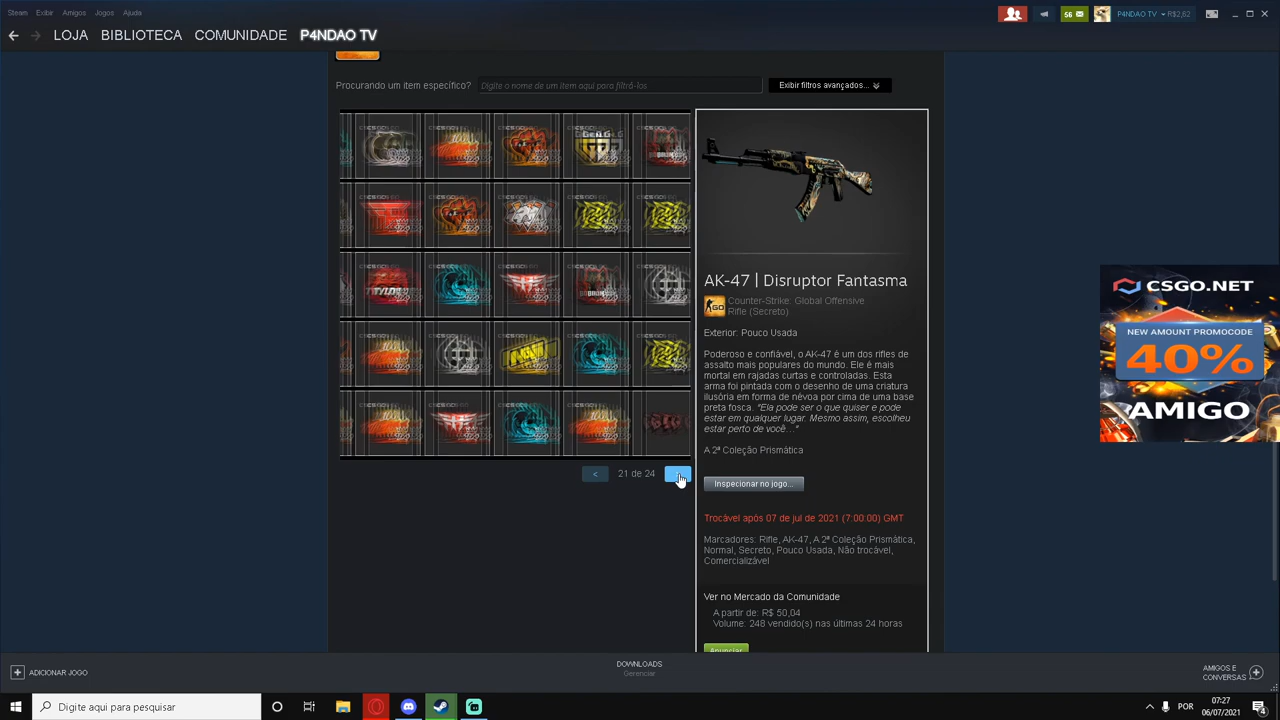 Steam Exibir Amigos Jogos Ajuda
56 P4NDAO TV R$2,62
LOJA BIBLIOTECA COMUNIDADE P4NDAO TV
Procurando um item específico? Digite o nome de um item aqui para filtrá-los Exibir filtros avançados...
< 21 de 24
AK-47 | Disruptor Fantasma
Counter-Strike: Global Offensive
Rifle (Secreto)
Exterior: Pouco Usada
Poderoso e confiável, o AK-47 é um dos rifles de
assalto mais populares do mundo. Ele é mais
mortal em rajadas curtas e controladas. Esta
arma foi pintada com o desenho de uma criatura
ilusória em forma de névoa por cima de uma base
preta fosca. "Ela pode ser o que quiser e pode
estar em qualquer lugar. Mesmo assim, escolheu
estar perto de você..."
A 2ª Coleção Prismática
Inspecionar no jogo...
Trocável após 07 de jul de 2021 (7:00:00) GMT
Marcadores: Rifle, AK-47, A 2ª Coleção Prismática,
Normal, Secreto, Pouco Usada, Não trocável,
Comercializável
Ver no Mercado da Comunidade
A partir de: R$ 50,04
Volume: 248 vendido(s) nas últimas 24 horas
Anunciar
CSGO.NET
NEW AMOUNT PROMOCODE
40%
AMIGO
ADICIONAR JOGO
DOWNLOADS
Gerenciar
AMIGOS E
CONVERSAS
Digite aqui para pesquisar
POR
07:27
06/07/2021
4